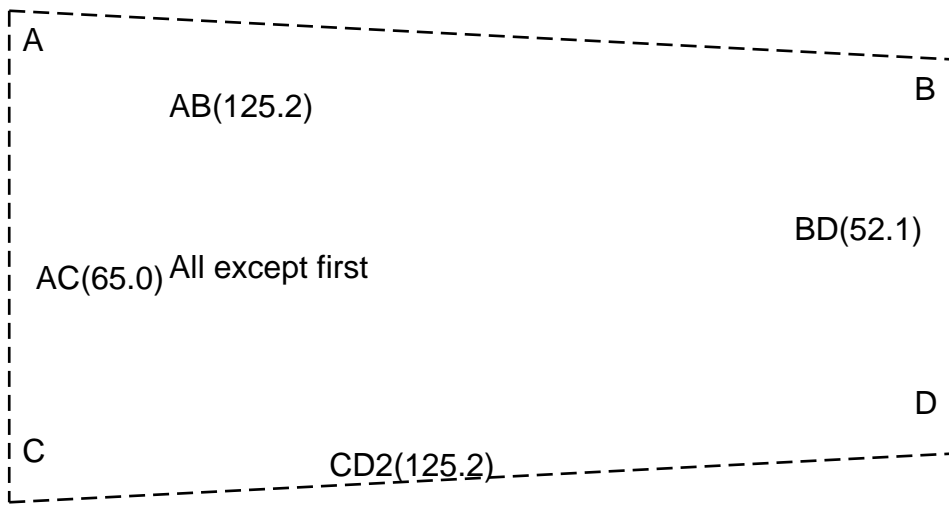 A
B
AB(125.2)
BD(52.1)
AC(65.0)
All except first
D
C
CD2(125.2)